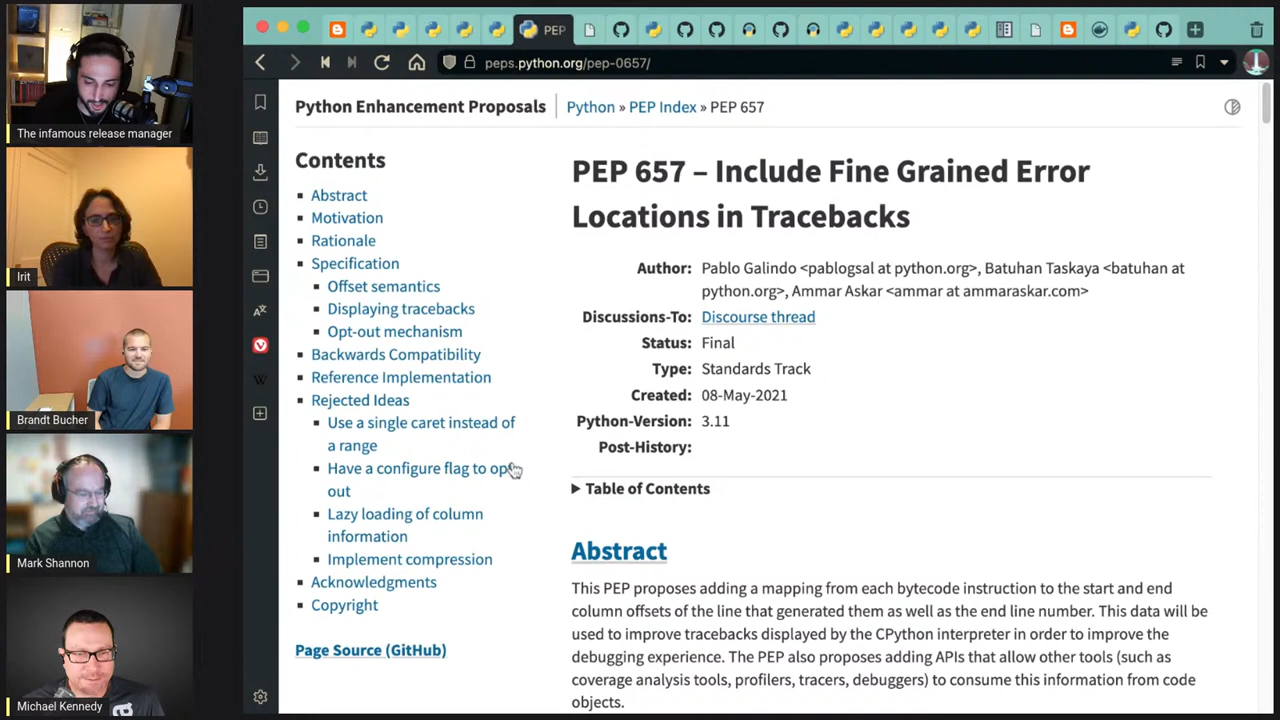 The infamous release manager
Irit
Brandt Bucher
Mark Shannon
Michael Kennedy
PEP
peps.python.org/pep-0657/
Python Enhancement Proposals
Python » PEP Index » PEP 657
Contents
Abstract
Motivation
Rationale
Specification
Offset semantics
Displaying tracebacks
Opt-out mechanism
Backwards Compatibility
Reference Implementation
Rejected Ideas
Use a single caret instead of
a range
Have a configure flag to opt
out
Lazy loading of column
information
Implement compression
Acknowledgments
Copyright
Page Source (GitHub)
PEP 657 – Include Fine Grained Error
Locations in Tracebacks
Author: Pablo Galindo <pablogsal at python.org>, Batuhan Taskaya <batuhan at
python.org>, Ammar Askar <ammar at ammaraskar.com>
Discussions-To: Discourse thread
Status: Final
Type: Standards Track
Created: 08-May-2021
Python-Version: 3.11
Post-History:
Table of Contents
Abstract
This PEP proposes adding a mapping from each bytecode instruction to the start and end
column offsets of the line that generated them as well as the end line number. This data will be
used to improve tracebacks displayed by the CPython interpreter in order to improve the
debugging experience. The PEP also proposes adding APIs that allow other tools (such as
coverage analysis tools, profilers, tracers, debuggers) to consume this information from code
objects.